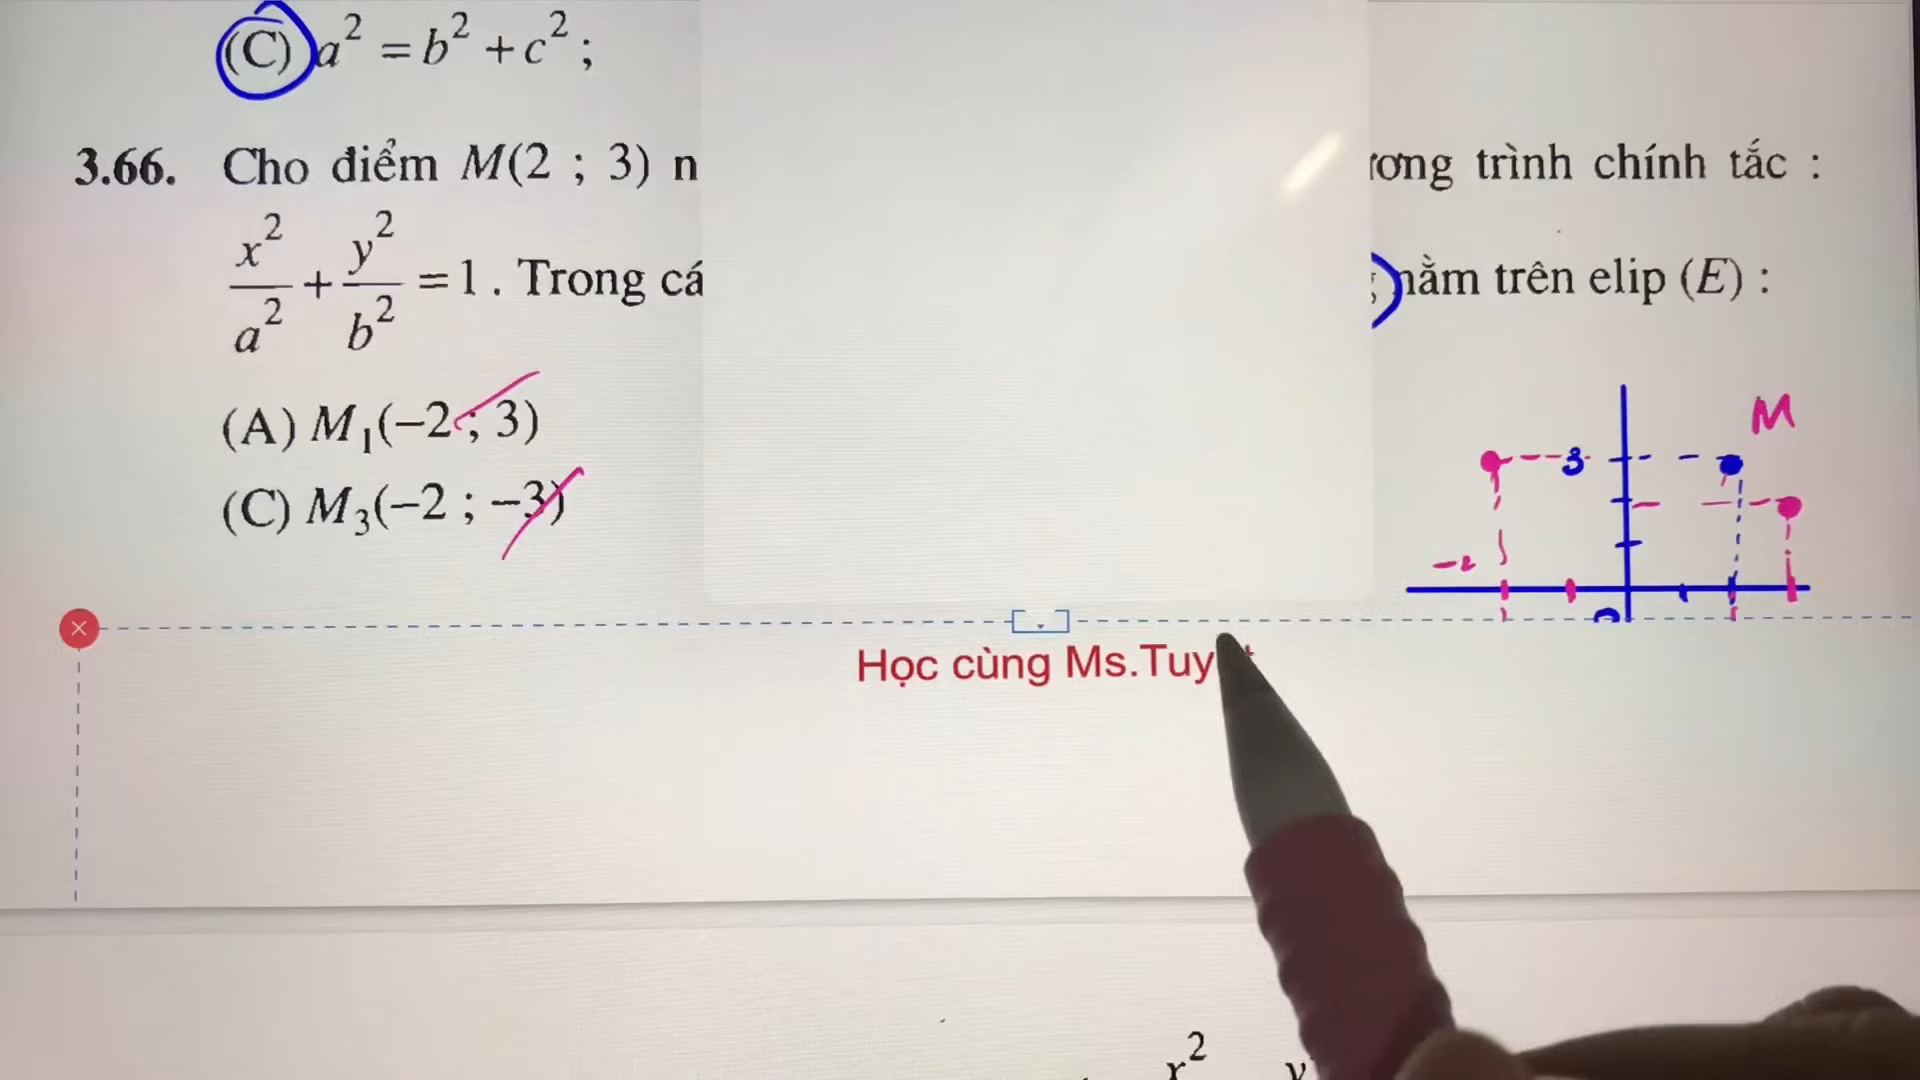 (C) a² = b² + c² ;
3.66. Cho điểm M(2 ; 3) n
trình chính tắc :
x²/a² + y²/b² = 1 . Trong cá
nằm trên elip (E) :
(A) M₁(−2 ; 3)
M
3
(C) M₃(−2 ; −3)
-2
Học cùng Ms.Tuy
x²
y